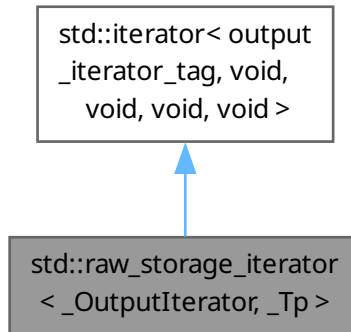 std::iterator< output
_iterator_tag, void,
void, void, void >
std::raw_storage_iterator
< _OutputIterator, _Tp >